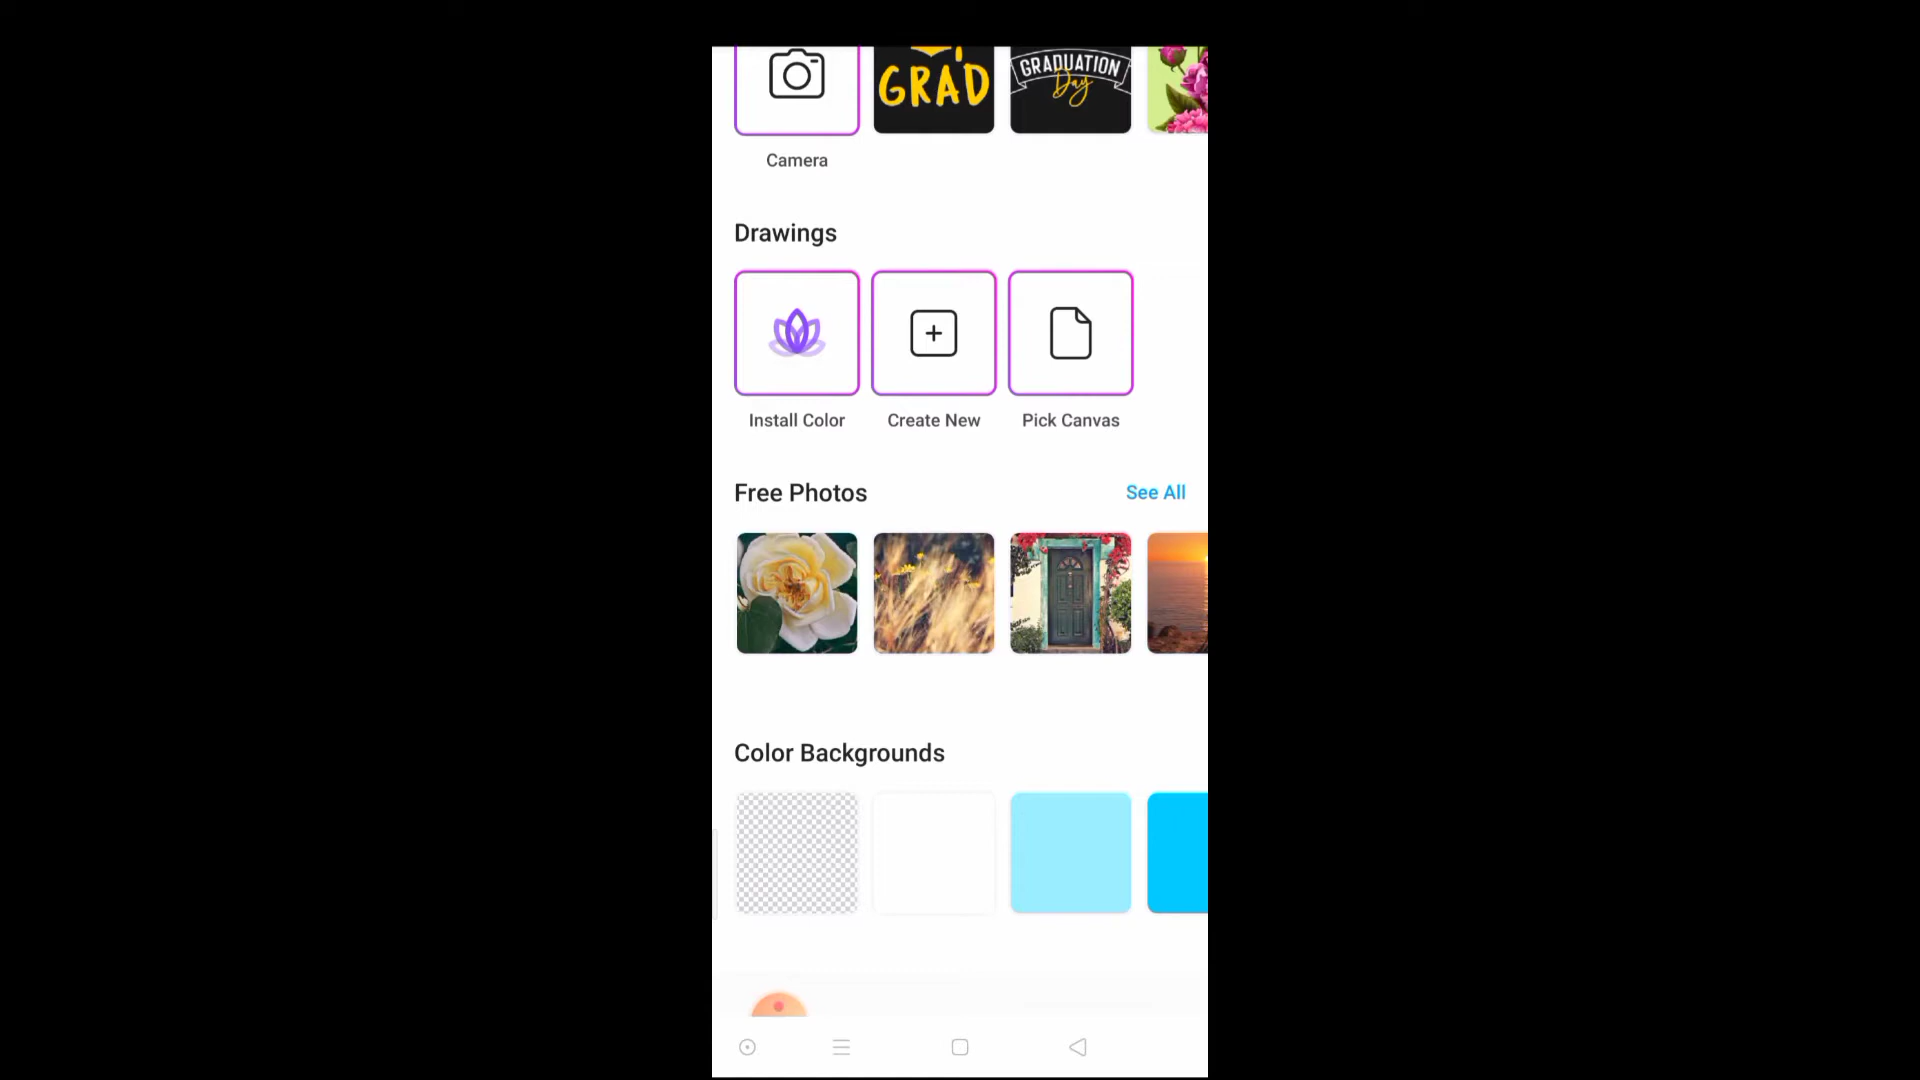 GRAD
GRADUATION
Day
Camera
Drawings
Install Color
Create New
Pick Canvas
Free Photos
See All
Color Backgrounds